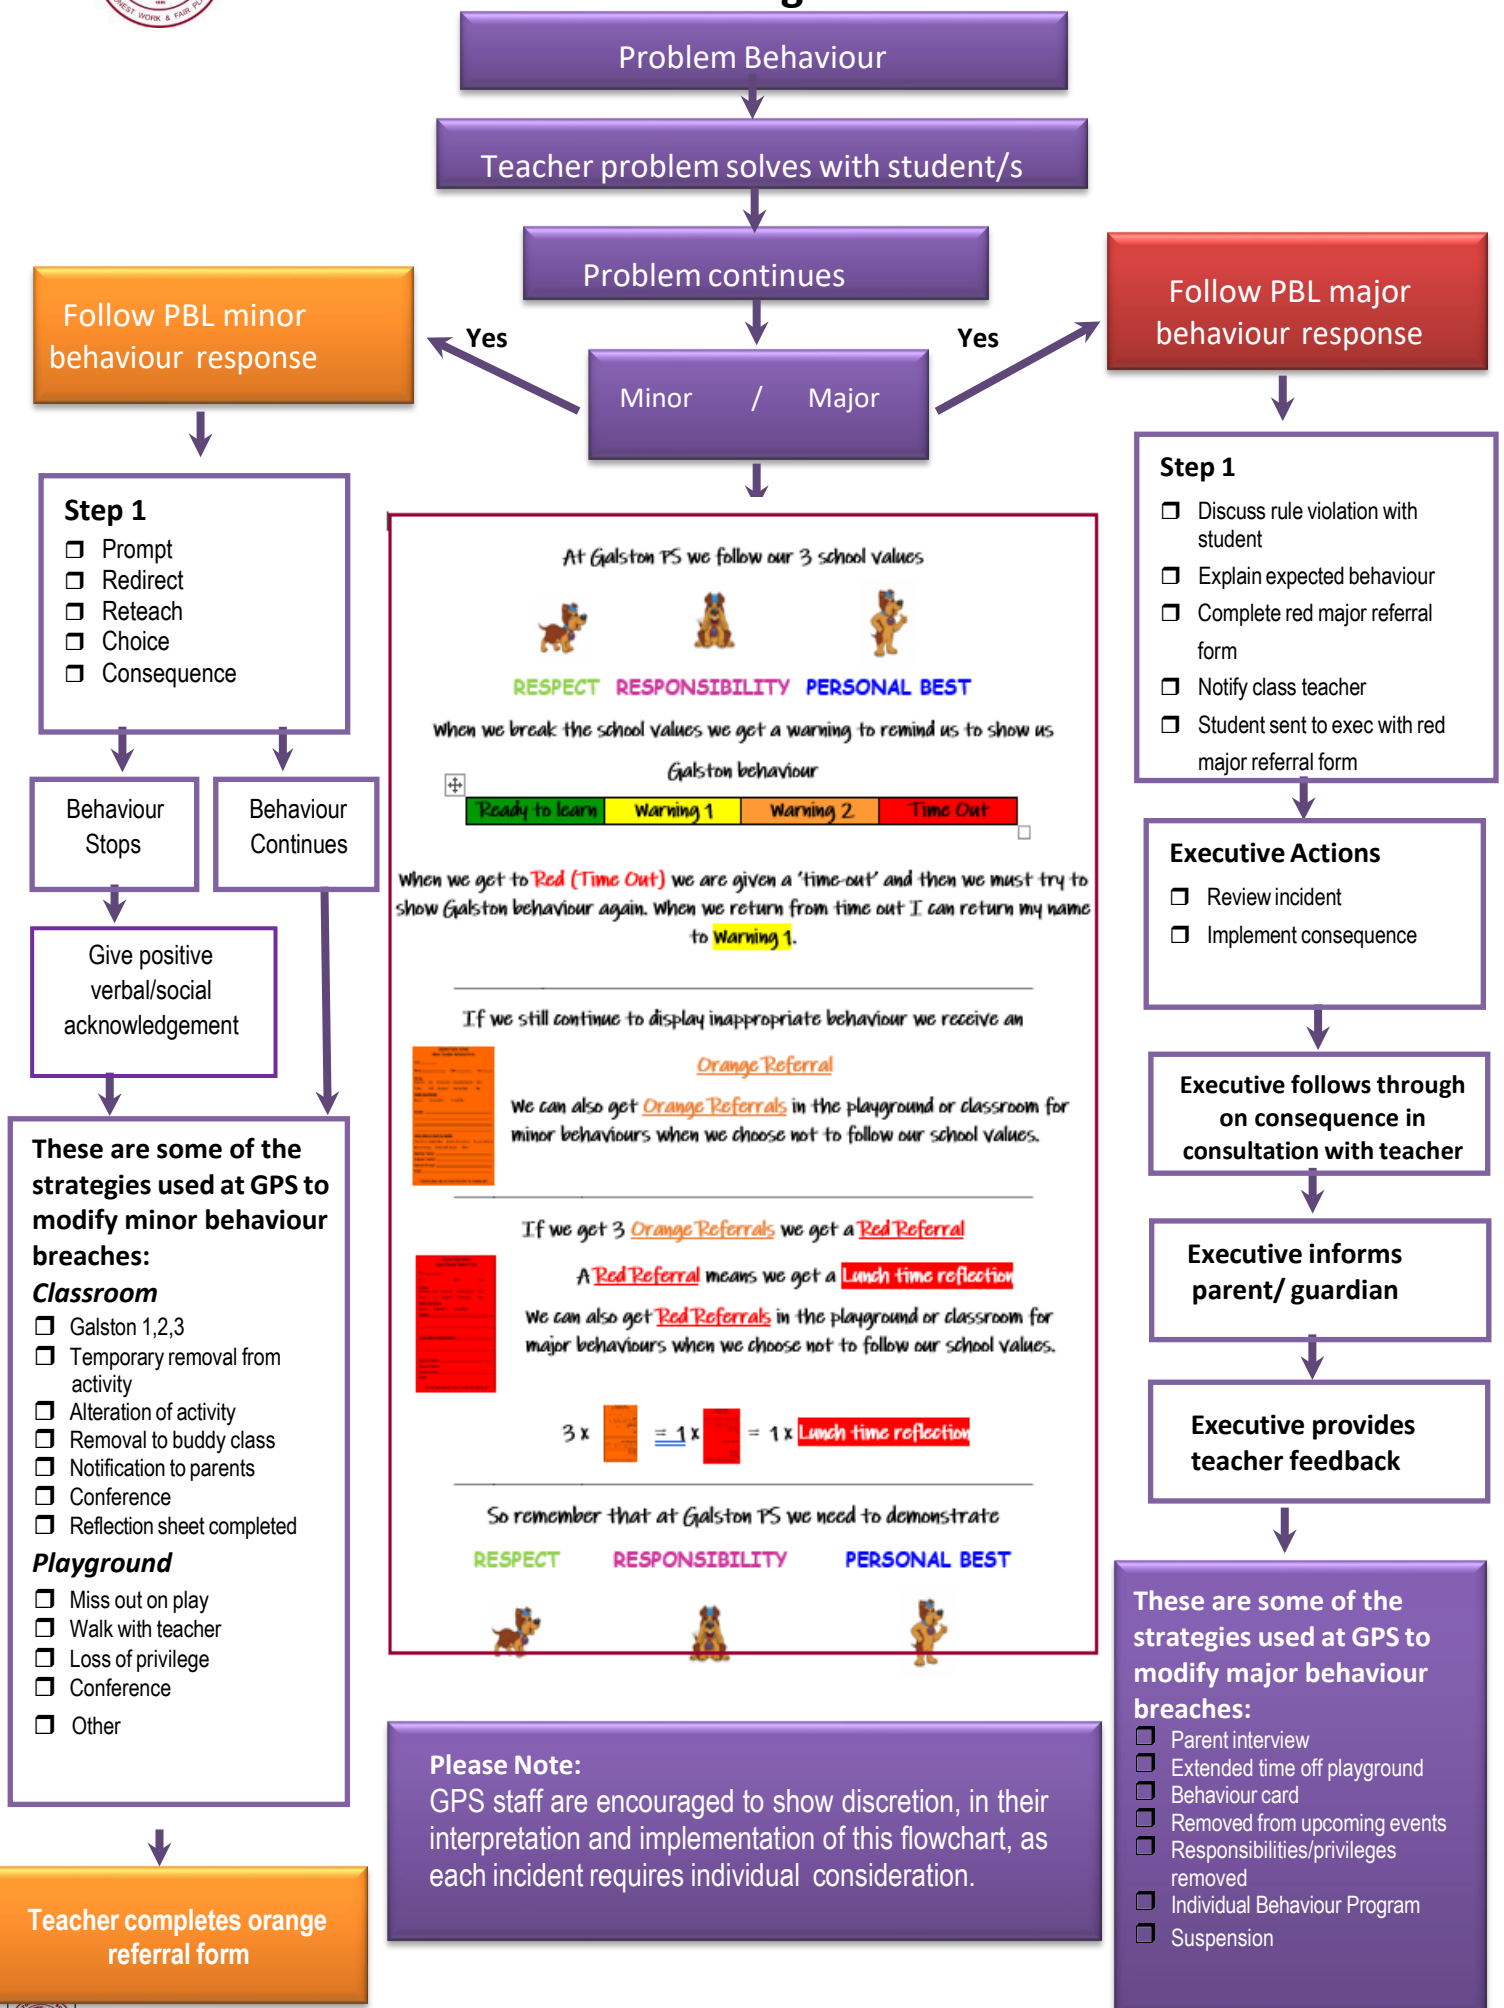 HONEST WORK & FAIR
Problem Behaviour
Teacher problem solves with student/s
Problem continues
Follow PBL minor
behaviour response
Yes
Minor / Major
Yes
Follow PBL major
behaviour response
Step 1
Prompt
Redirect
Reteach
Choice
Consequence
Behaviour
Stops
Behaviour
Continues
Give positive
verbal/social
acknowledgement
These are some of the
strategies used at GPS to
modify minor behaviour
breaches:
Classroom
Galston 1,2,3
Temporary removal from
activity
Alteration of activity
Removal to buddy class
Notification to parents
Conference
Reflection sheet completed
Playground
Miss out on play
Walk with teacher
Loss of privilege
Conference
Other
Teacher completes orange
referral form
At Galston PS we follow our 3 school values
RESPECT RESPONSIBILITY PERSONAL BEST
When we break the school values we get a warning to remind us to show us
Galston behaviour
Ready to learn Warning 1 Warning 2 Time Out
When we get to Red (Time Out) we are given a 'time-out' and then we must try to
show Galston behaviour again. When we return from time out I can return my name
to Warning 1.
If we still continue to display inappropriate behaviour we receive an
Orange Referral
We can also get Orange Referrals in the playground or classroom for
minor behaviours when we choose not to follow our school values.
If we get 3 Orange Referrals we get a Red Referral
A Red Referral means we get a Lunch time reflection
We can also get Red Referrals in the playground or classroom for
major behaviours when we choose not to follow our school values.
3 x = 1 x = 1 x Lunch time reflection
So remember that at Galston PS we need to demonstrate
RESPECT RESPONSIBILITY PERSONAL BEST
Please Note:
GPS staff are encouraged to show discretion, in their
interpretation and implementation of this flowchart, as
each incident requires individual consideration.
Step 1
Discuss rule violation with
student
Explain expected behaviour
Complete red major referral
form
Notify class teacher
Student sent to exec with red
major referral form
Executive Actions
Review incident
Implement consequence
Executive follows through
on consequence in
consultation with teacher
Executive informs
parent/ guardian
Executive provides
teacher feedback
These are some of the
strategies used at GPS to
modify major behaviour
breaches:
Parent interview
Extended time off playground
Behaviour card
Removed from upcoming events
Responsibilities/privileges
removed
Individual Behaviour Program
Suspension